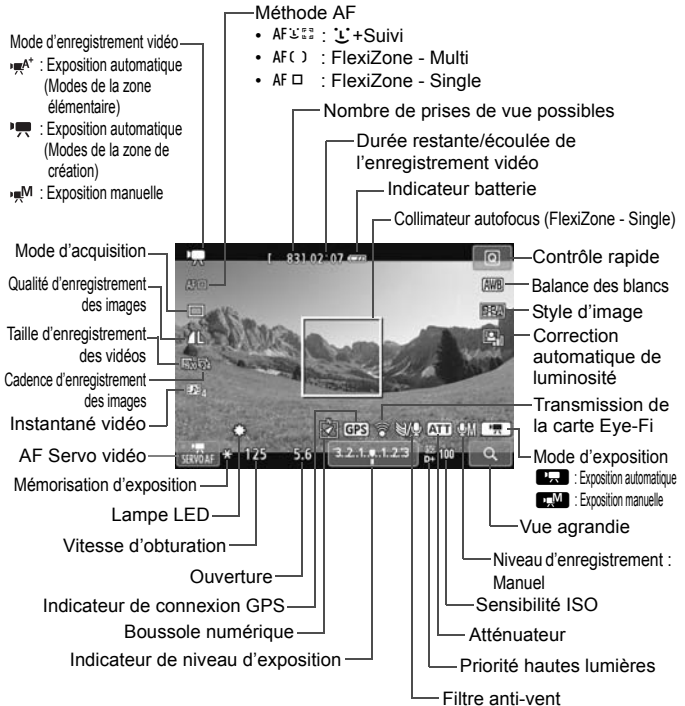 Méthode AF
• AF : +Suivi
• AF( ) : FlexiZone - Multi
• AF □ : FlexiZone - Single
Mode d'enregistrement vidéo
A+ : Exposition automatique
(Modes de la zone
élémentaire)
: Exposition automatique
(Modes de la zone de
création)
M : Exposition manuelle
Nombre de prises de vue possibles
Durée restante/écoulée de
l'enregistrement vidéo
Indicateur batterie
Collimateur autofocus (FlexiZone - Single)
Mode d'acquisition
Qualité d'enregistrement
des images
Taille d'enregistrement
des vidéos
Cadence d'enregistrement
des images
Instantané vidéo
AF Servo vidéo
Mémorisation d'exposition
Lampe LED
Vitesse d'obturation
Ouverture
Indicateur de connexion GPS
Boussole numérique
Indicateur de niveau d'exposition
[ 83] 02:07
Q
AF
AWB
L
4
GPS
ATT
M
SERVO AF
* 125 5.6 3..2..1..0..1..2..3 D+ 100
Contrôle rapide
Balance des blancs
Style d'image
Correction
automatique de
luminosité
Transmission de
la carte Eye-Fi
Mode d'exposition
: Exposition automatique
M : Exposition manuelle
Vue agrandie
Niveau d'enregistrement :
Manuel
Sensibilité ISO
Atténuateur
Priorité hautes lumières
Filtre anti-vent